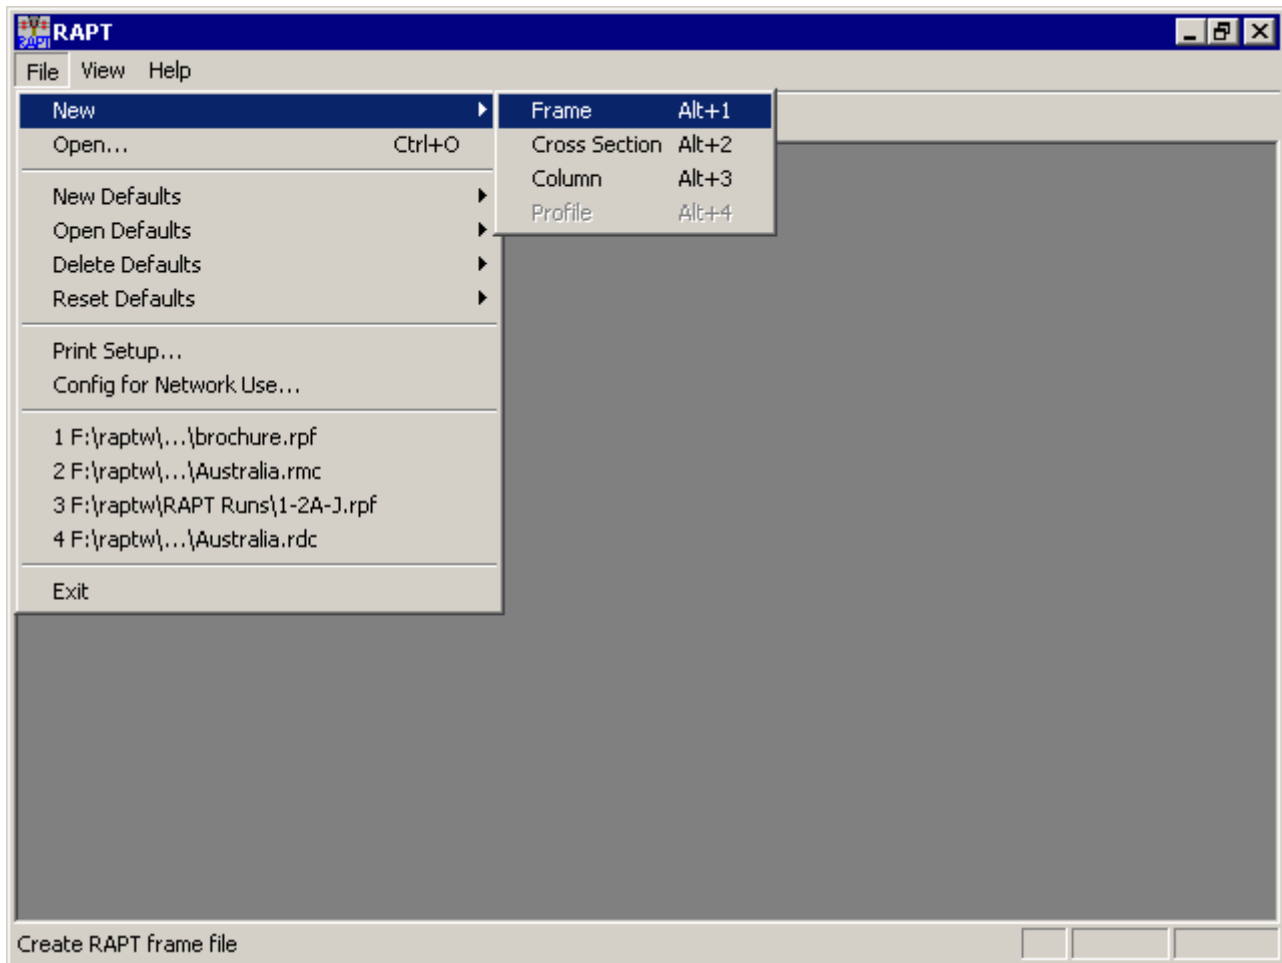 RAPT
File View Help
New
Open... Ctrl+O
New Defaults
Open Defaults
Delete Defaults
Reset Defaults
Print Setup...
Config for Network Use...
1 F:\raptw\...\brochure.rpf
2 F:\raptw\...\Australia.rmc
3 F:\raptw\RAPT Runs\1-2A-J.rpf
4 F:\raptw\...\Australia.rdc
Exit
Frame Alt+1
Cross Section Alt+2
Column Alt+3
Profile Alt+4
Create RAPT frame file